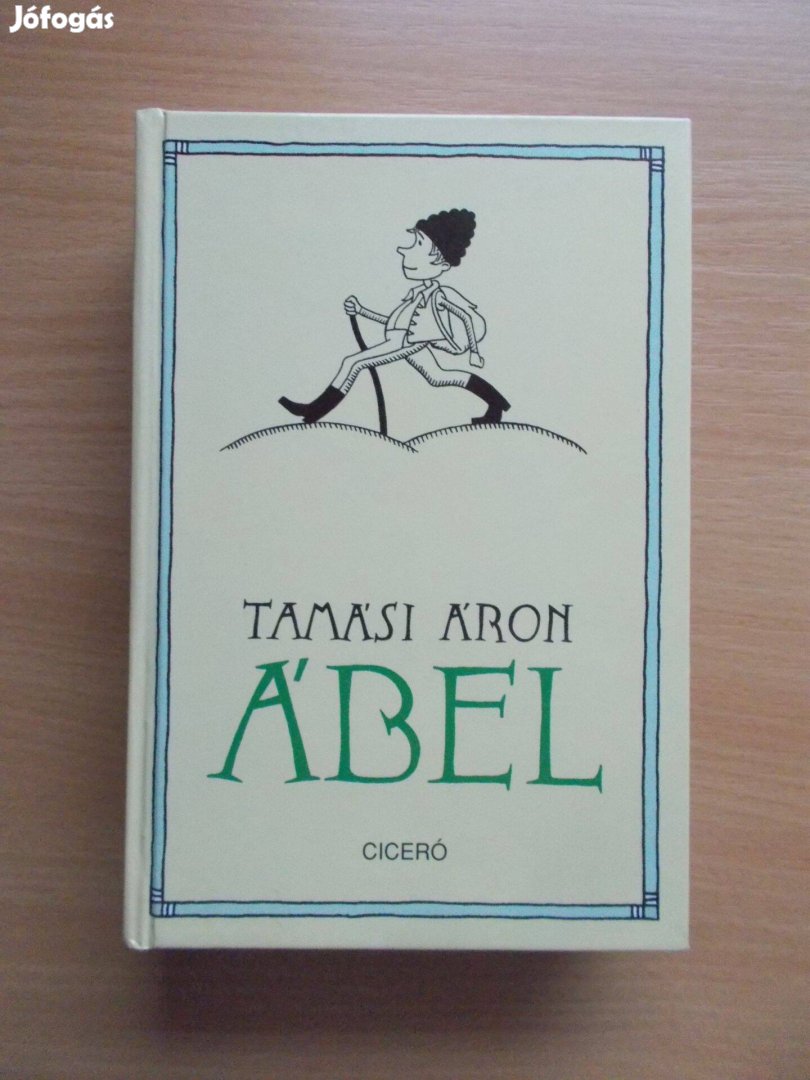 Jófogás
TAMÁSI ÁRON
ÁBEL
CICERÓ